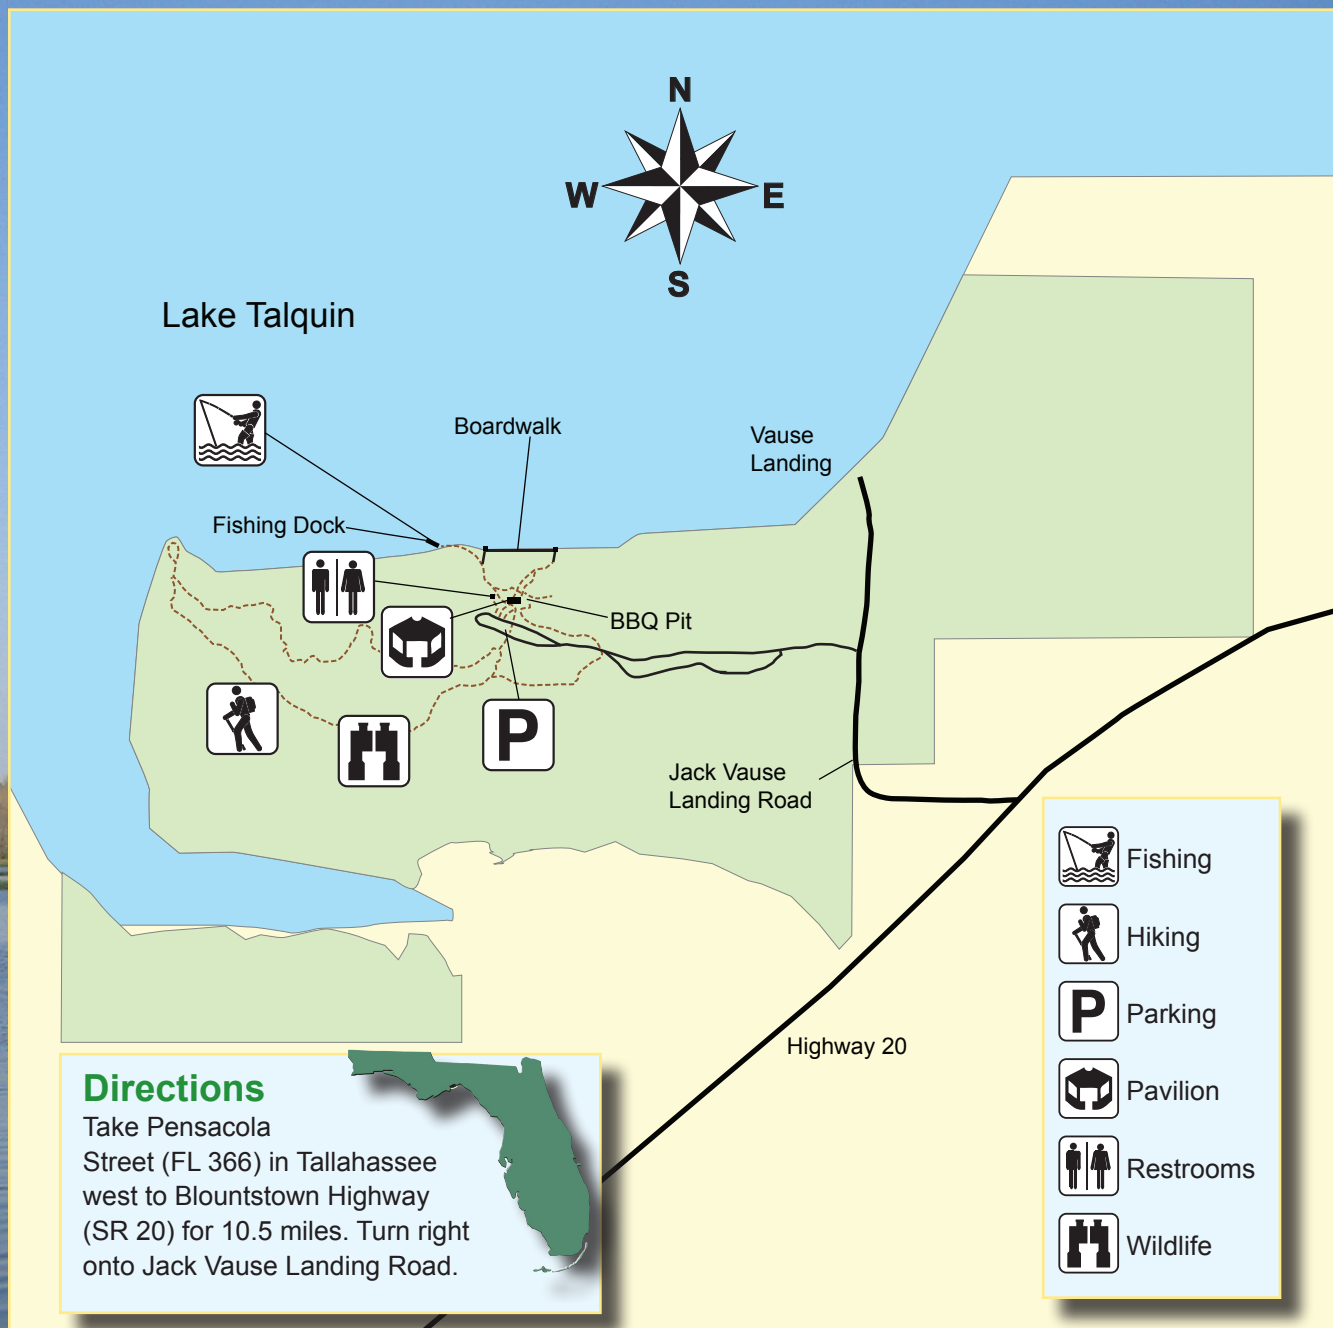 N
W
E
S
Lake Talquin
Boardwalk
Vause
Landing
Fishing Dock
BBQ Pit
P
Jack Vause
Landing Road
Highway 20
Fishing
Hiking
P Parking
Pavilion
Restrooms
Wildlife
Directions
Take Pensacola
Street (FL 366) in Tallahassee
west to Blountstown Highway
(SR 20) for 10.5 miles. Turn right
onto Jack Vause Landing Road.